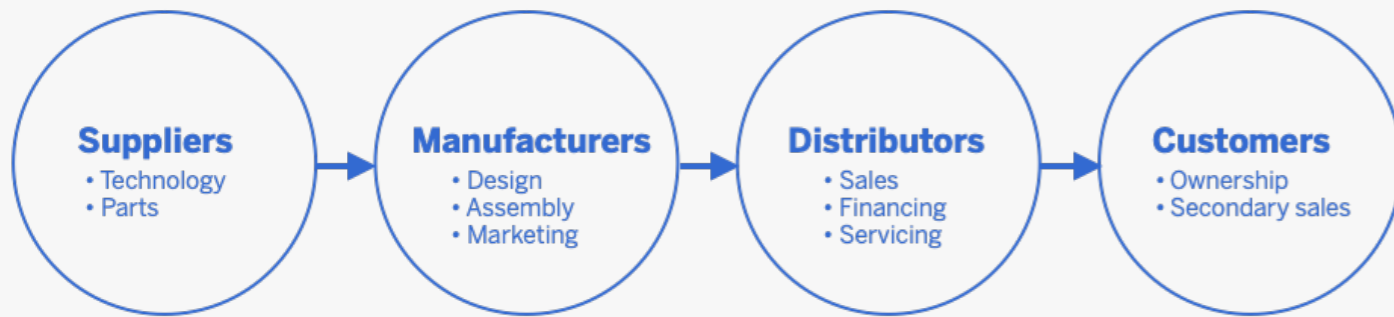 Suppliers
• Technology
• Parts
Manufacturers
• Design
• Assembly
• Marketing
Distributors
• Sales
• Financing
• Servicing
Customers
• Ownership
• Secondary sales